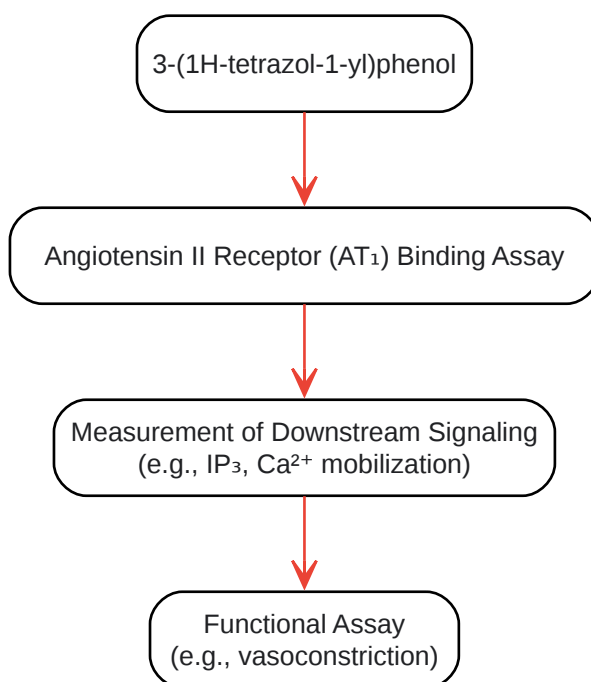 3-(1H-tetrazol-1-yl)phenol
Angiotensin II Receptor (AT₁) Binding Assay
Measurement of Downstream Signaling
(e.g., IP₃, Ca²⁺ mobilization)
Functional Assay
(e.g., vasoconstriction)